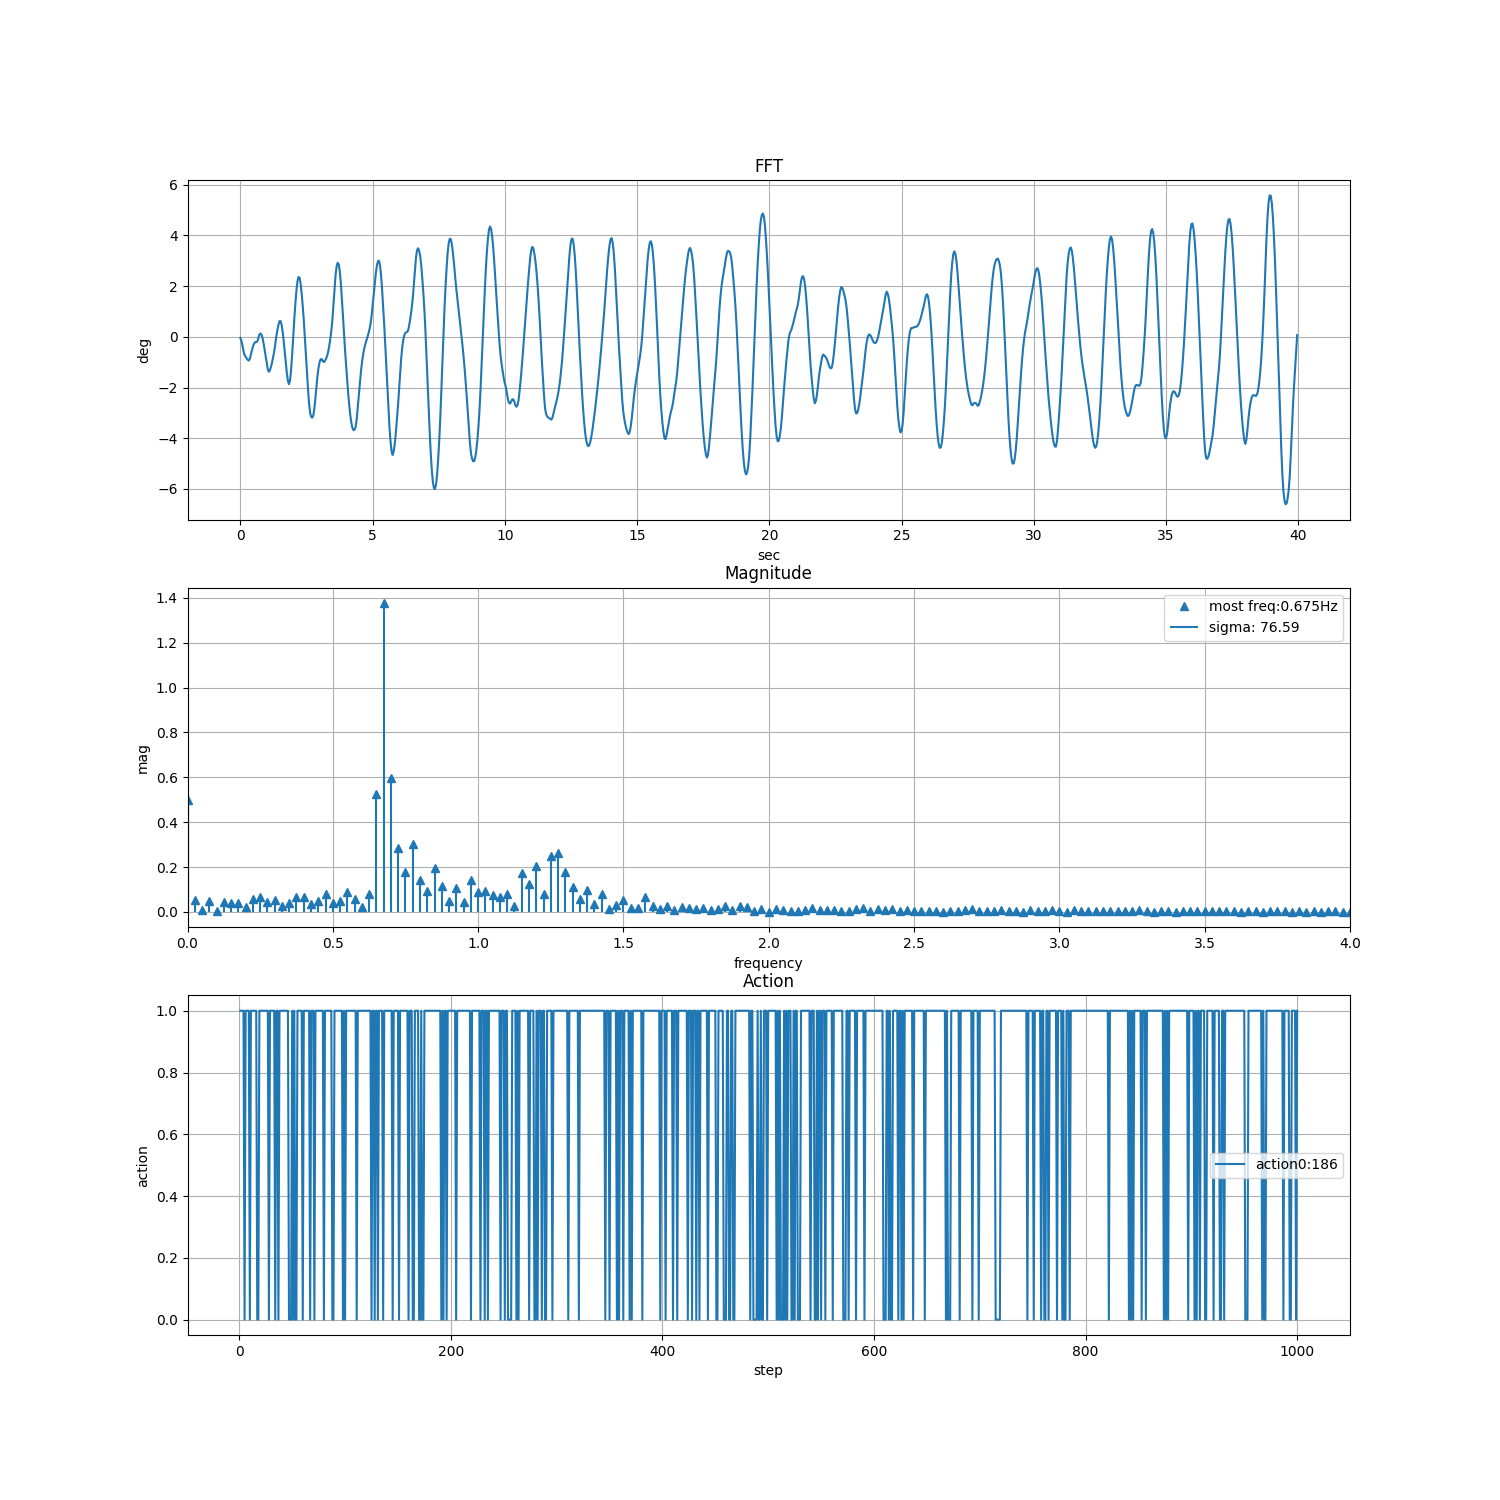 FFT
6
4
2
0
−2
−4
−6
deg
0 5 10 15 20 25 30 35 40
sec
Magnitude
1.4
1.2
1.0
0.8
0.6
0.4
0.2
0.0
mag
most freq:0.675Hz
sigma: 76.59
0.0 0.5 1.0 1.5 2.0 2.5 3.0 3.5 4.0
frequency
Action
1.0
0.8
0.6
0.4
0.2
0.0
action
action0:186
0 200 400 600 800 1000
step